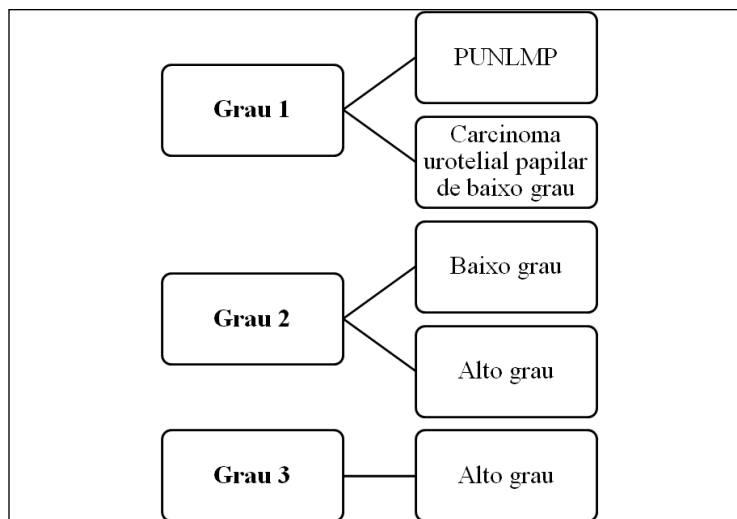 Grau 1
PUNLMP
Carcinoma
urotelial papilar
de baixo grau
Grau 2
Baixo grau
Alto grau
Grau 3
Alto grau